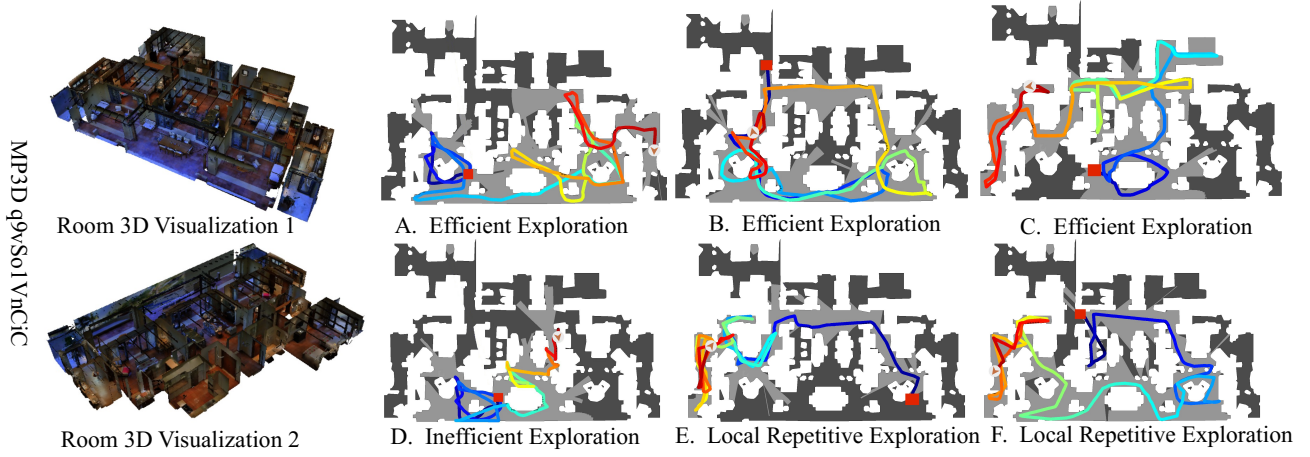 MP3D q9vSo1VnCiC
Room 3D Visualization 1
A. Efficient Exploration
B. Efficient Exploration
C. Efficient Exploration
Room 3D Visualization 2
D. Inefficient Exploration
E. Local Repetitive Exploration
F. Local Repetitive Exploration